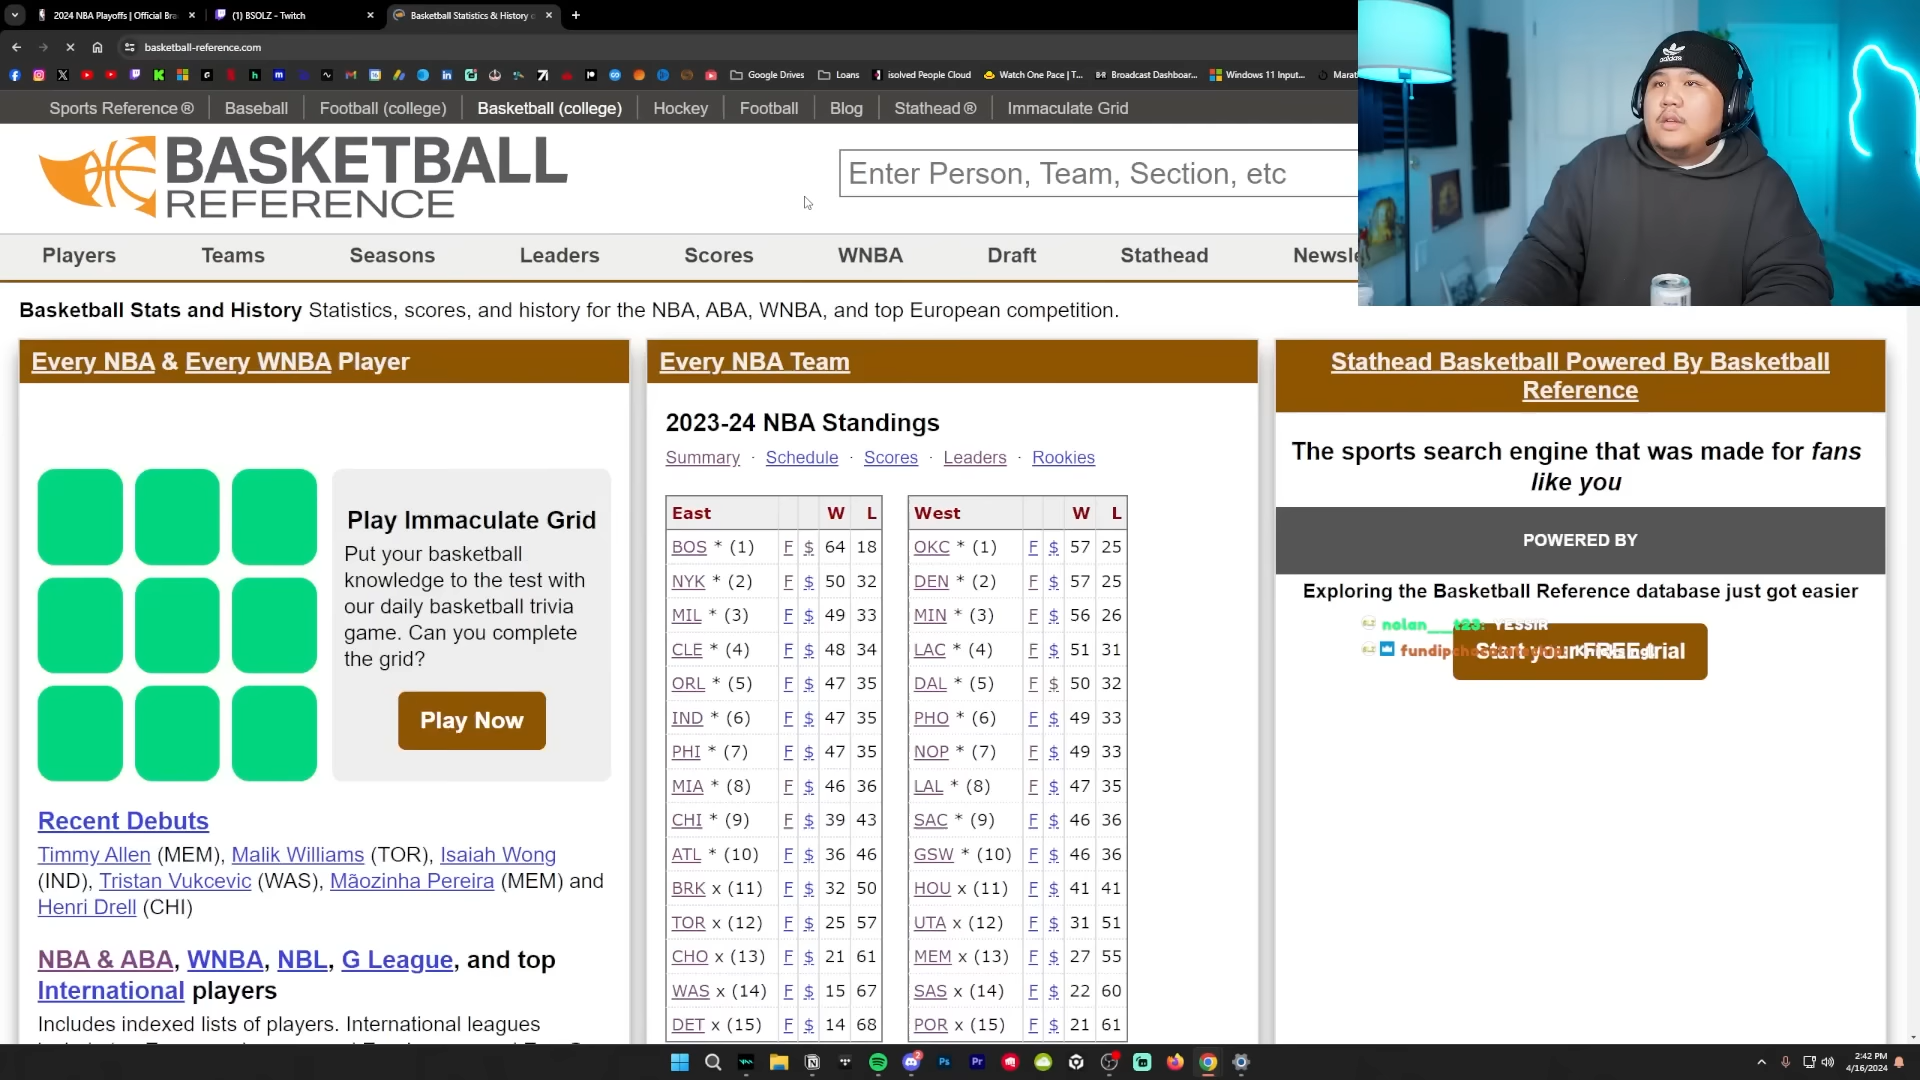 2024 NBA Playoffs | Official Bra
(1) BSOLZ - Twitch
Basketball Statistics & History o
basketball-reference.com
Google Drives
Loans
isolved People Cloud
Watch One Pace | T...
Broadcast Dashboar...
Windows 11 Input...
Marat
Sports Reference ®
Baseball
Football (college)
Basketball (college)
Hockey
Football
Blog
Stathead ®
Immaculate Grid
BASKETBALL
REFERENCE
Enter Person, Team, Section, etc
adidas
Players
Teams
Seasons
Leaders
Scores
WNBA
Draft
Stathead
Newsle
Basketball Stats and History Statistics, scores, and history for the NBA, ABA, WNBA, and top European competition.
Every NBA & Every WNBA Player
Play Immaculate Grid
Put your basketball
knowledge to the test with
our daily basketball trivia
game. Can you complete
the grid?
Play Now
Recent Debuts
Timmy Allen (MEM), Malik Williams (TOR), Isaiah Wong
(IND), Tristan Vukcevic (WAS), Mãozinha Pereira (MEM) and
Henri Drell (CHI)
NBA & ABA, WNBA, NBL, G League, and top
International players
Includes indexed lists of players. International leagues
Every NBA Team
2023-24 NBA Standings
Summary · Schedule · Scores · Leaders · Rookies
East W L
BOS * (1) F $ 64 18
NYK * (2) F $ 50 32
MIL * (3) F $ 49 33
CLE * (4) F $ 48 34
ORL * (5) F $ 47 35
IND * (6) F $ 47 35
PHI * (7) F $ 47 35
MIA * (8) F $ 46 36
CHI * (9) F $ 39 43
ATL * (10) F $ 36 46
BRK x (11) F $ 32 50
TOR x (12) F $ 25 57
CHO x (13) F $ 21 61
WAS x (14) F $ 15 67
DET x (15) F $ 14 68
West W L
OKC * (1) F $ 57 25
DEN * (2) F $ 57 25
MIN * (3) F $ 56 26
LAC * (4) F $ 51 31
DAL * (5) F $ 50 32
PHO * (6) F $ 49 33
NOP * (7) F $ 49 33
LAL * (8) F $ 47 35
SAC * (9) F $ 46 36
GSW * (10) F $ 46 36
HOU x (11) F $ 41 41
UTA x (12) F $ 31 51
MEM x (13) F $ 27 55
SAS x (14) F $ 22 60
POR x (15) F $ 21 61
Stathead Basketball Powered By Basketball
Reference
The sports search engine that was made for fans
like you
POWERED BY
Exploring the Basketball Reference database just got easier
nolan___t23: YESSIR
Start your FREE trial
2:42 PM
4/16/2024